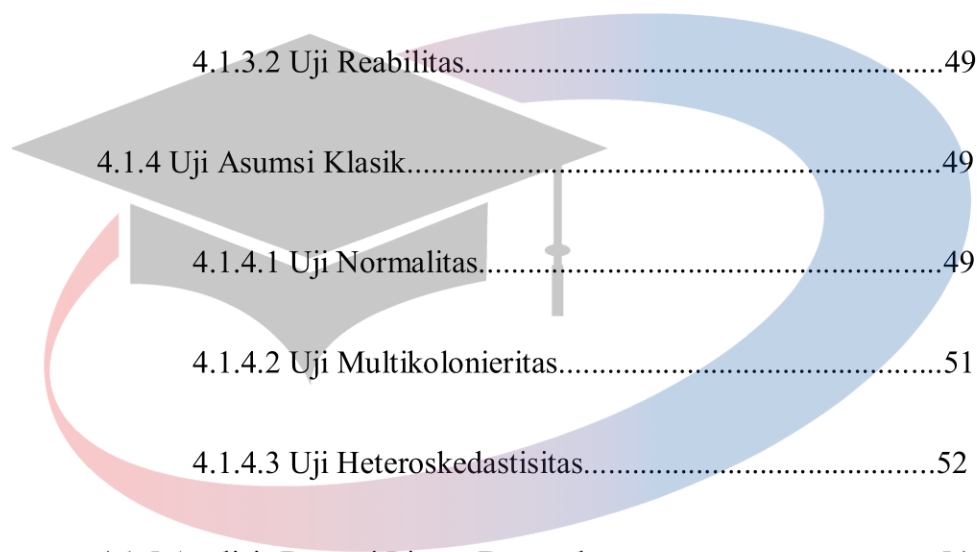 4.1.3.2 Uji Reabilitas............................................................49
4.1.4 Uji Asumsi Klasik....................................................................49
4.1.4.1 Uji Normalitas..........................................................49
4.1.4.2 Uji Multikolonieritas................................................51
4.1.4.3 Uji Heteroskedastisitas............................................52